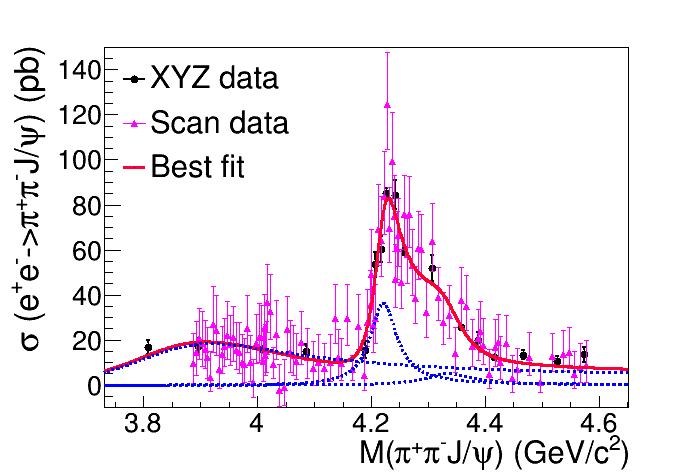 σ (e⁺e⁻->π⁺π⁻J/ψ) (pb)
140
120
100
80
60
40
20
0
XYZ data
Scan data
Best fit
3.8 4 4.2 4.4 4.6
M(π⁺π⁻J/ψ) (GeV/c²)